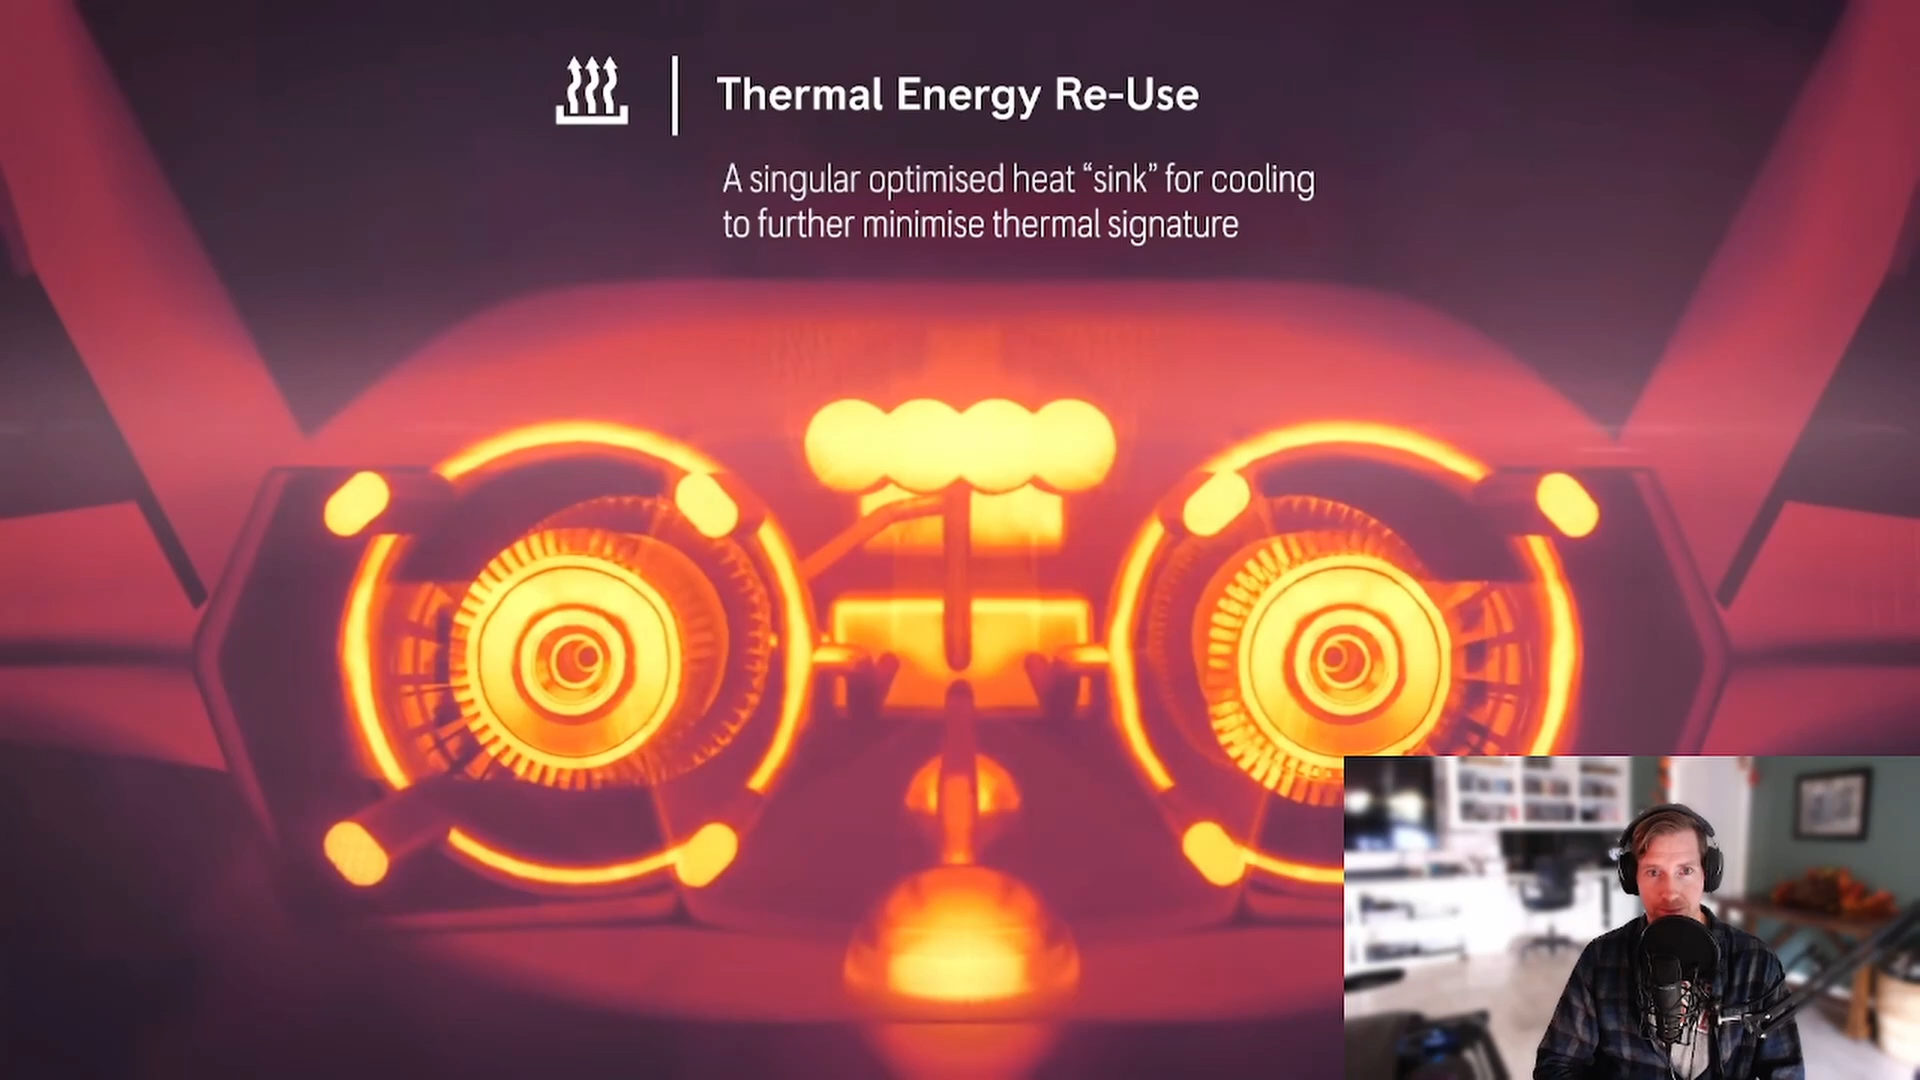 Thermal Energy Re-Use
A singular optimised heat “sink” for cooling
to further minimise thermal signature